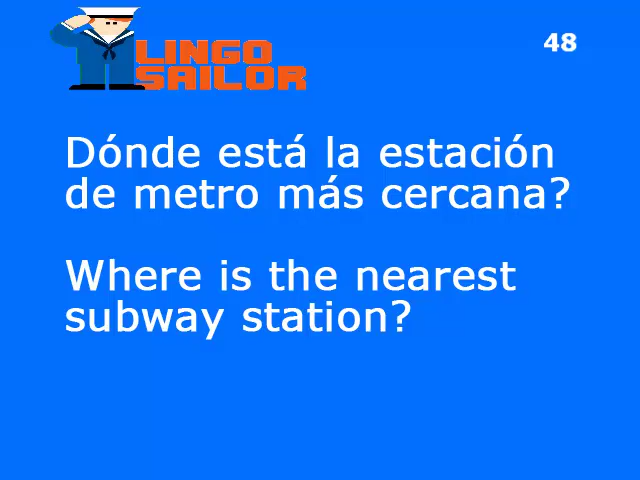 LINGO
SAILOR
48
Dónde está la estación
de metro más cercana?
Where is the nearest
subway station?